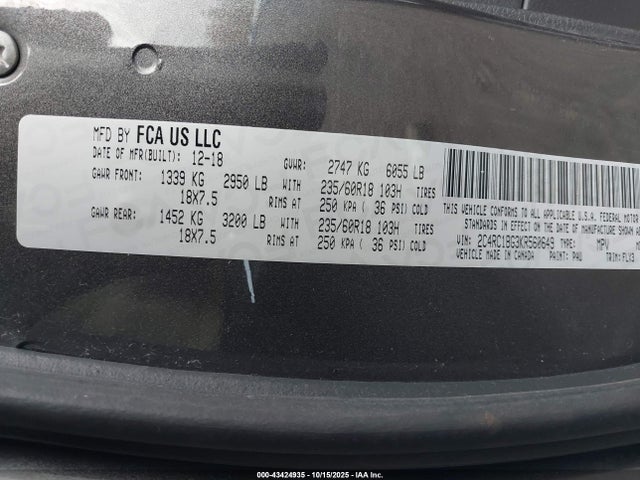 MFD BY FCA US LLC
DATE OF MFR(BUILT): 12-18 GVWR: 2747 KG 6055 LB
GAWR FRONT: 1339 KG 2950 LB WITH 235/60R18 103H TIRES
18X7.5 RIMS AT 250 KPA ( 36 PSI) COLD
GAWR REAR: 1452 KG 3200 LB WITH 235/60R18 103H TIRES
18X7.5 RIMS AT 250 KPA ( 36 PSI) COLD
THIS VEHICLE CONFORMS TO ALL APPLICABLE U.S.A. FEDERAL MOTOR
STANDARDS IN EFFECT ON THE DATE OF MANUFACTURE SHOWN
VIN: 2C4RC1BG3KR560649 TYPE: MPV
VEHICLE MADE IN CANADA PAINT: PAU TRIM: FLX3
000-43424935 - 10/15/2025 - IAA Inc.